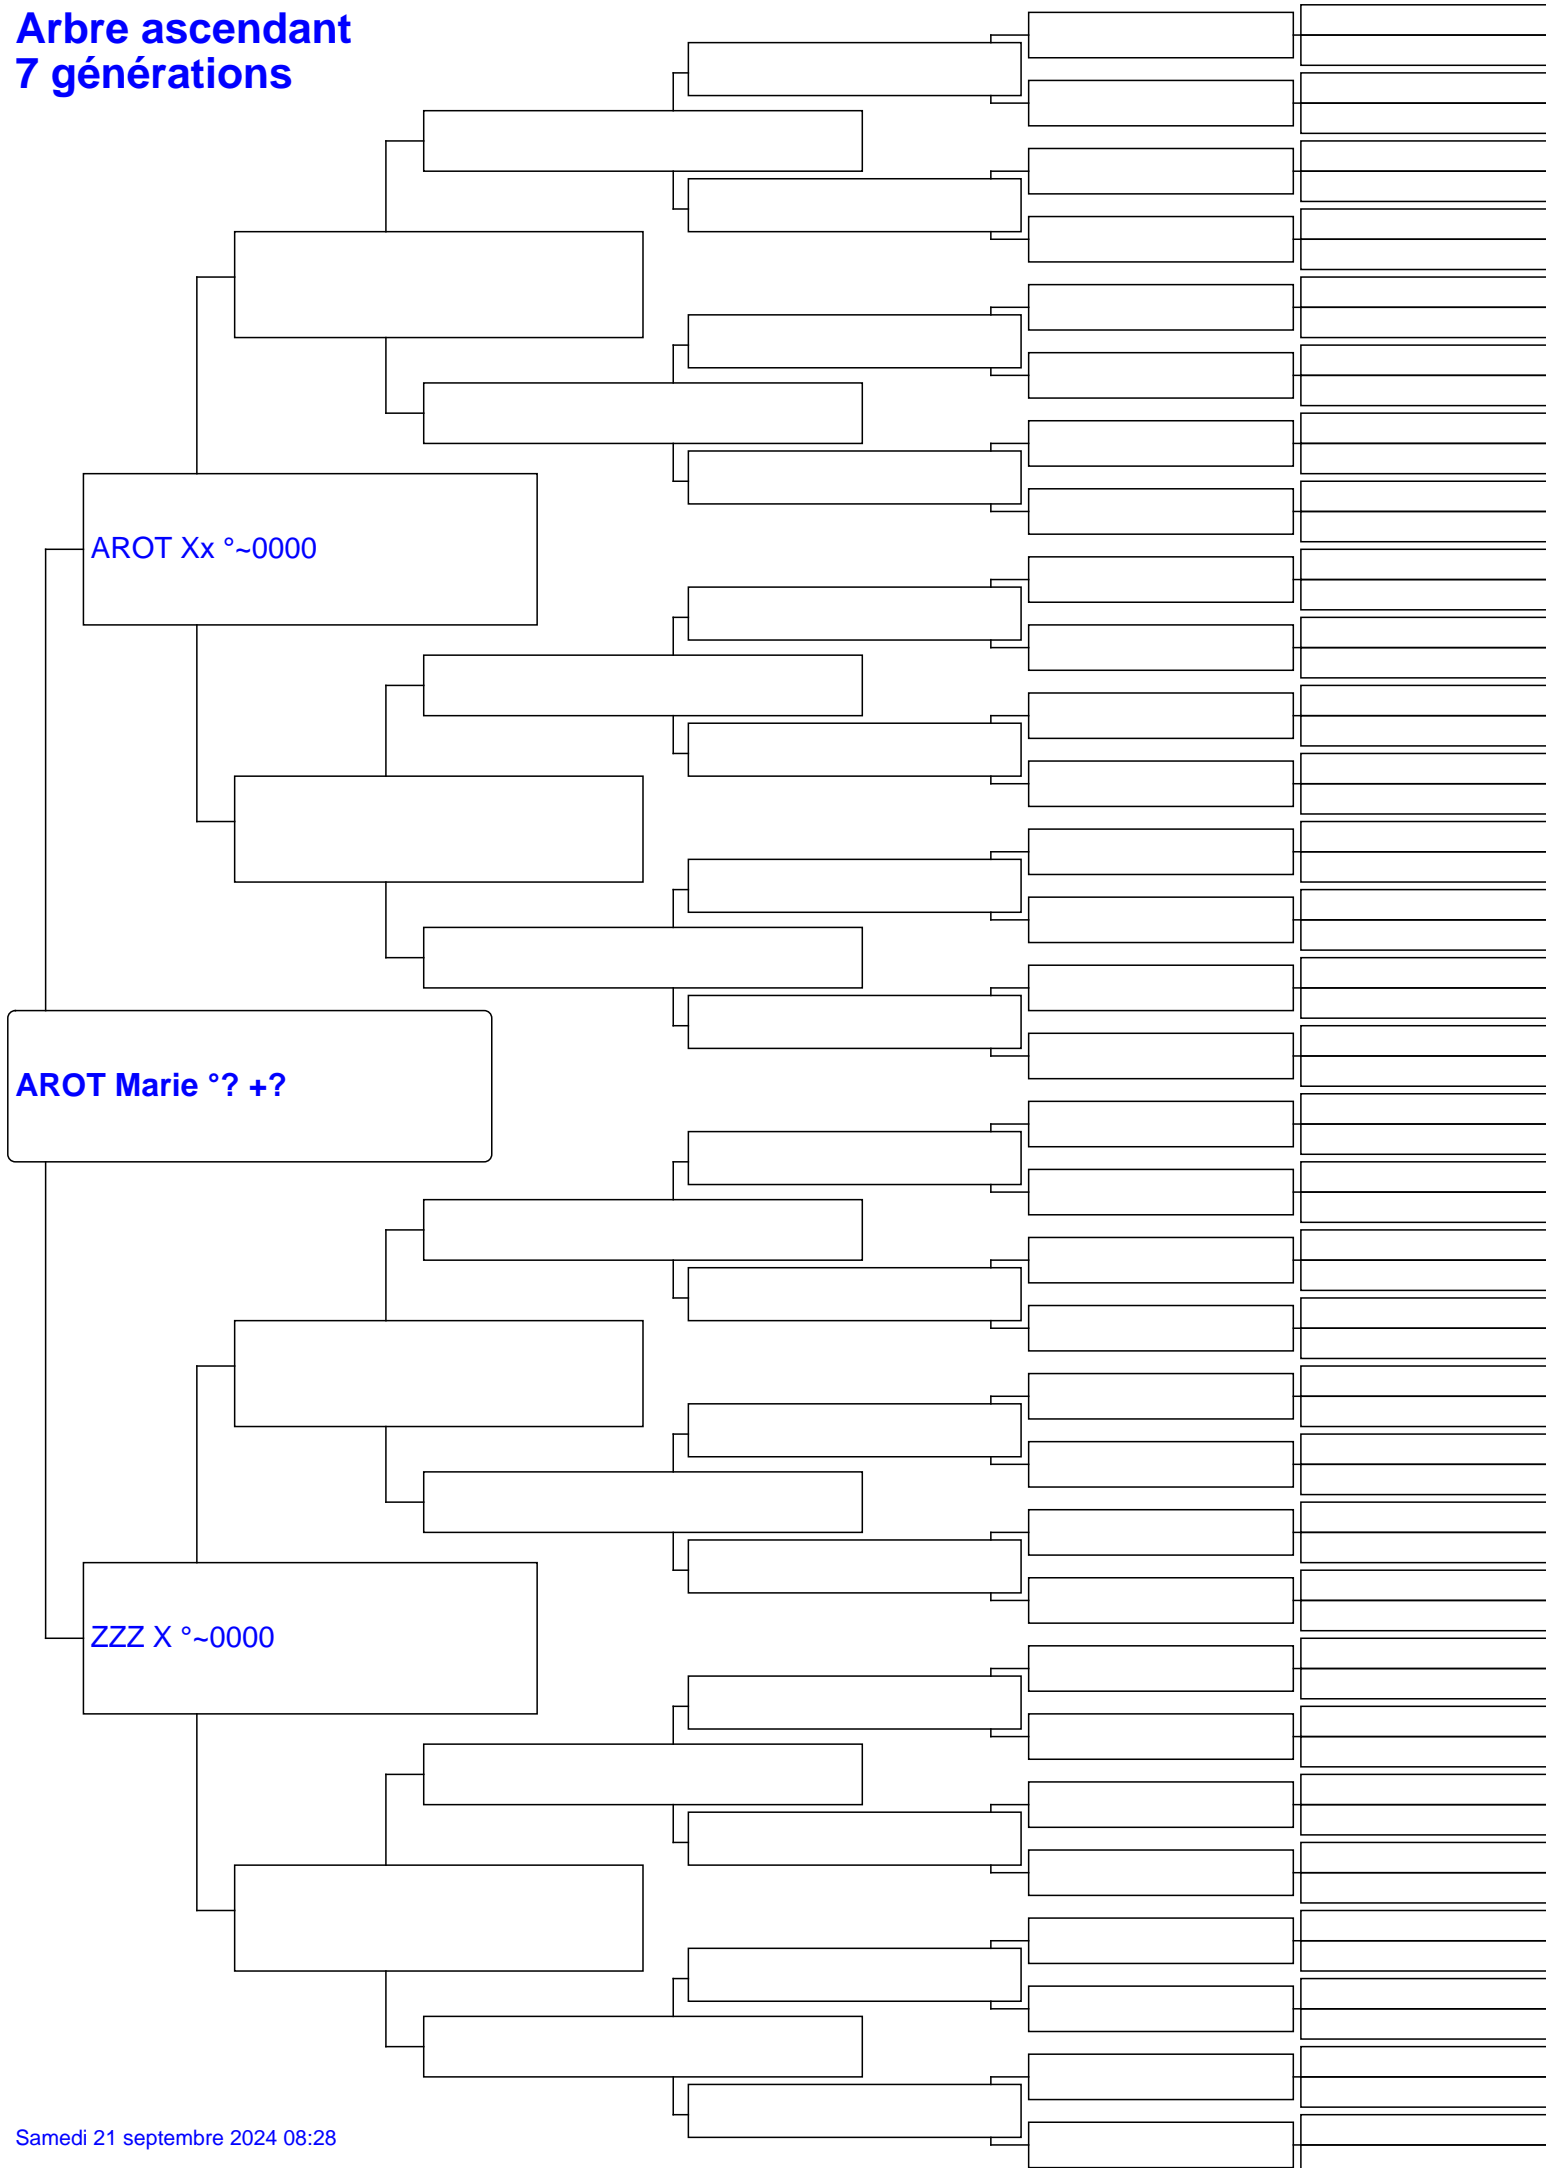 Arbre ascendant
7 générations
AROT Xx °~0000
AROT Marie °? +?
ZZZ X °~0000
Samedi 21 septembre 2024 08:28